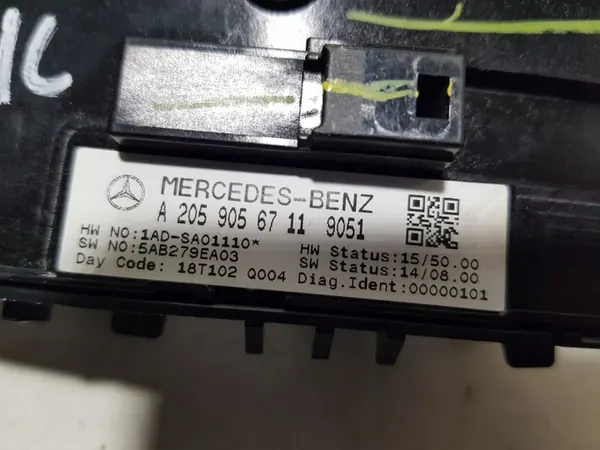 16
MERCEDES-BENZ
A 205 905 67 11 9051
HW NO:1AD-SA01110*
SW NO:5AB279EA03
Day Code: 18T102 Q004
HW Status:15/50.00
SW Status:14/08.00
Diag.Ident:00000101